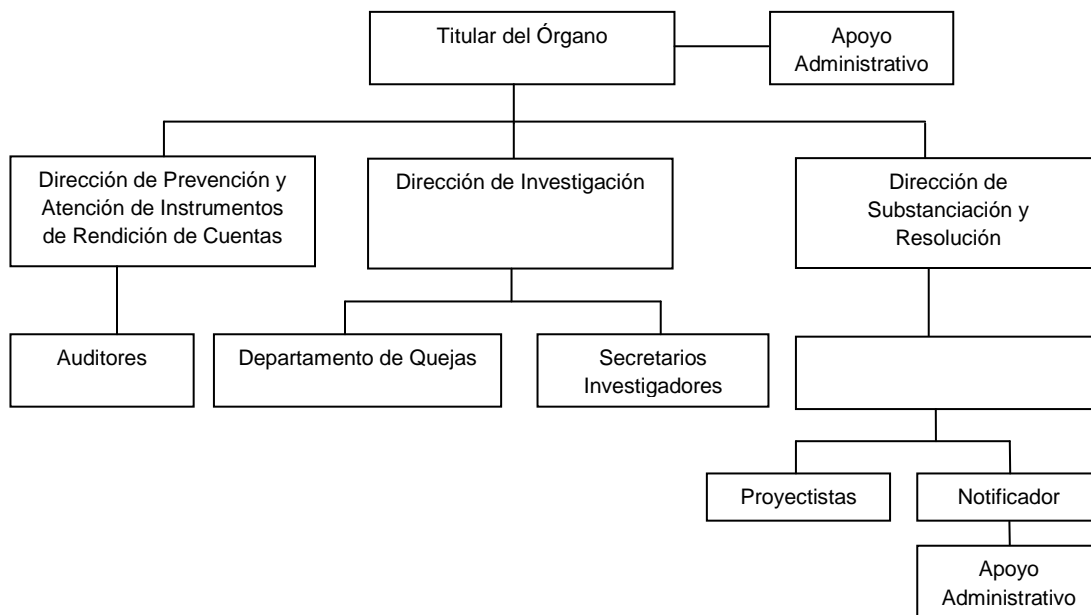 Titular del Órgano
Apoyo
Administrativo
Dirección de Prevención y
Atención de Instrumentos
de Rendición de Cuentas
Dirección de Investigación
Dirección de
Substanciación y
Resolución
Auditores
Departamento de Quejas
Secretarios
Investigadores
Proyectistas
Notificador
Apoyo
Administrativo